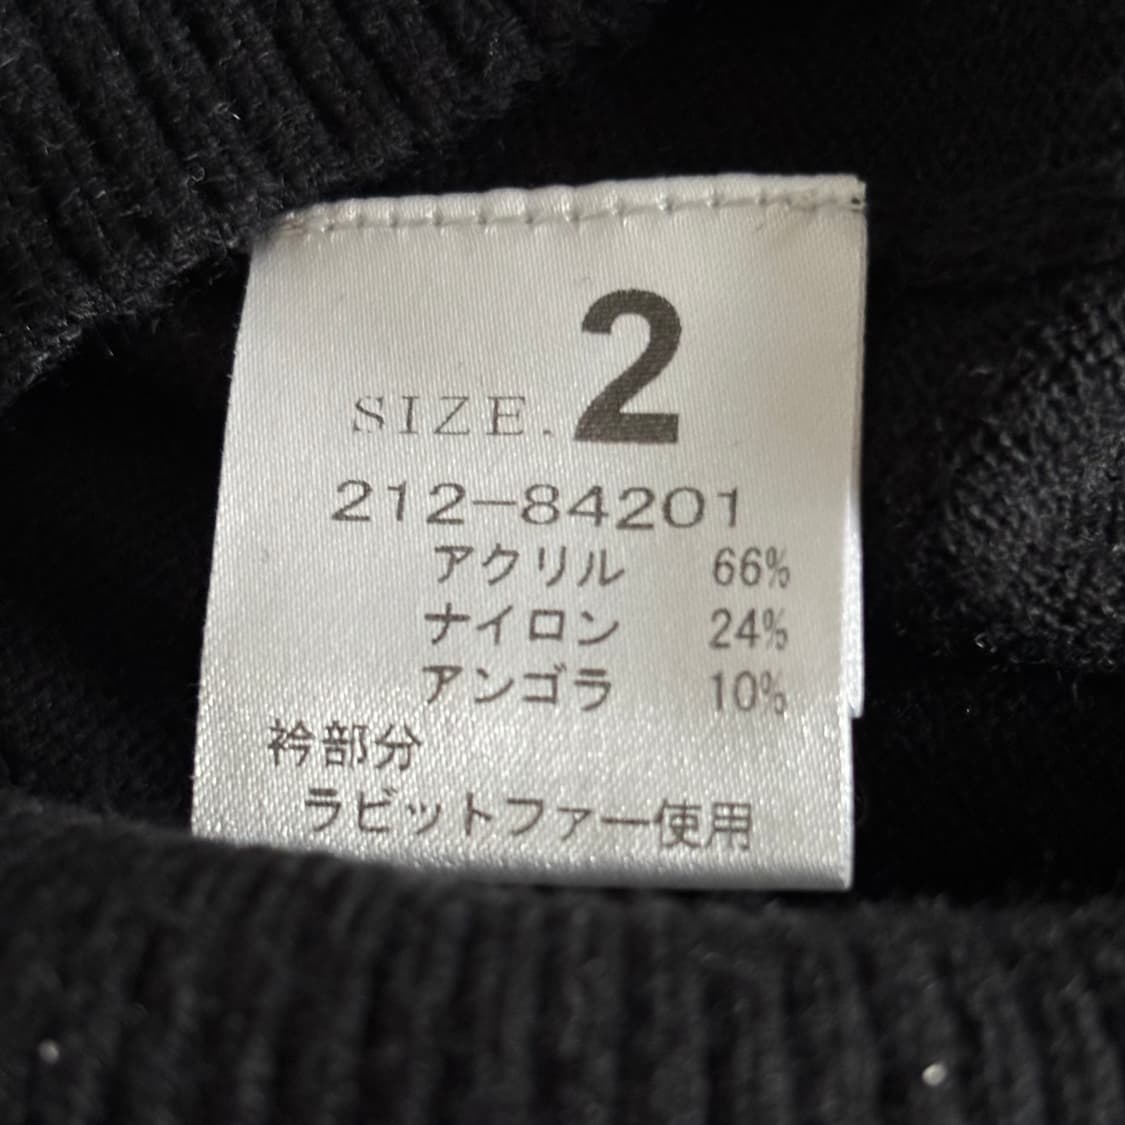 SIZE. 2
212-84201
アクリル 66%
ナイロン 24%
アンゴラ 10%
衿部分
ラビットファー使用